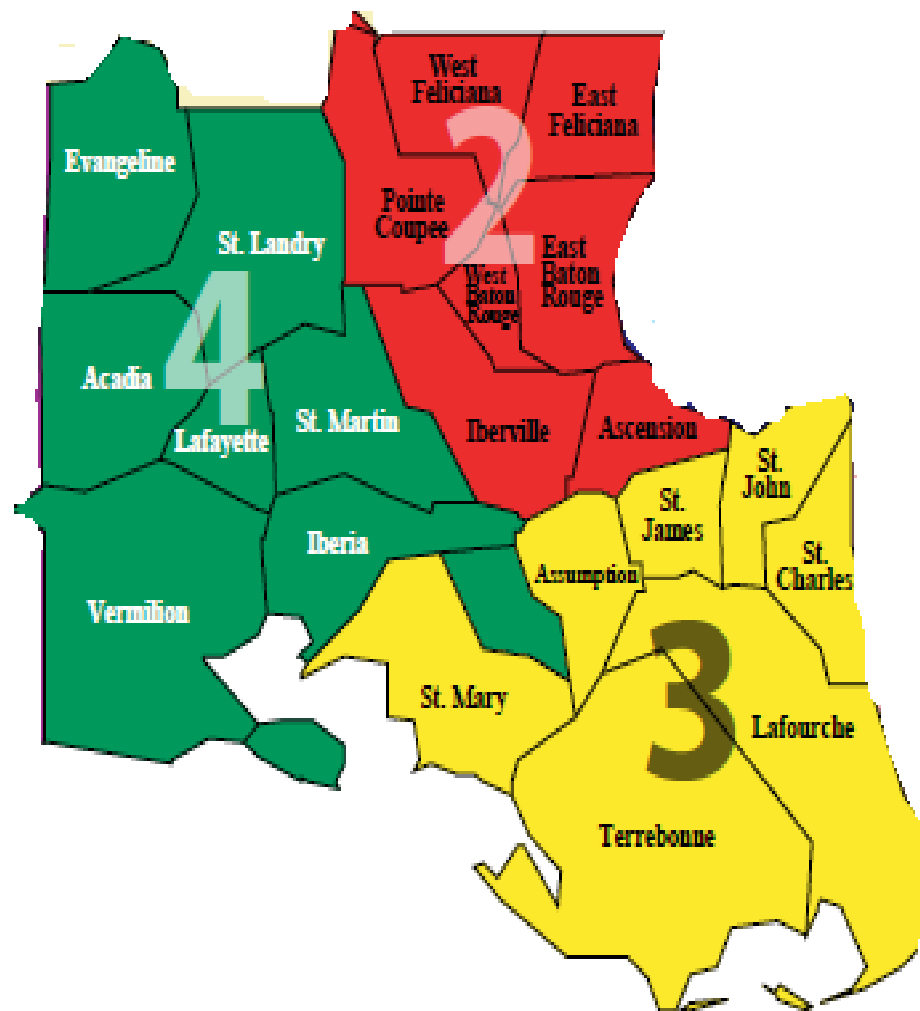 West
Feliciana
East
Feliciana
2
Evangeline
Pointe
Coupee
St. Landry
East
Baton
Rouge
West
Baton
Rouge
4
Acadia
St. Martin
Lafayette
Iberville
Ascension
St.
John
St.
James
Iberia
St.
Charles
Assumption
Vermilion
3
St. Mary
Lafourche
Terrebonne